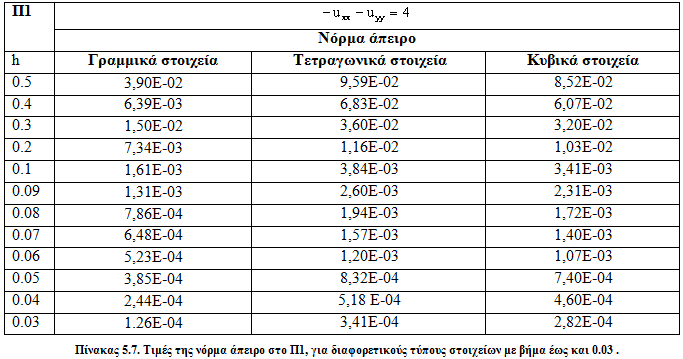 Π1 -u_xx - u_yy = 4
Νόρμα άπειρο
h Γραμμικά στοιχεία Τετραγωνικά στοιχεία Κυβικά στοιχεία
0.5 3,90E-02 9,59E-02 8,52E-02
0.4 6,39E-03 6,83E-02 6,07E-02
0.3 1,50E-02 3,60E-02 3,20E-02
0.2 7,34E-03 1,16E-02 1,03E-02
0.1 1,61E-03 3,84E-03 3,41E-03
0.09 1,31E-03 2,60E-03 2,31E-03
0.08 7,86E-04 1,94E-03 1,72E-03
0.07 6,48E-04 1,57E-03 1,40E-03
0.06 5,23E-04 1,20E-03 1,07E-03
0.05 3,85E-04 8,32E-04 7,40E-04
0.04 2,44E-04 5,18 E-04 4,60E-04
0.03 1.26E-04 3,41E-04 2,82E-04
Πίνακας 5.7. Τιμές της νόρμα άπειρο στο Π1, για διαφορετικούς τύπους στοιχείων με βήμα έως και 0.03 .